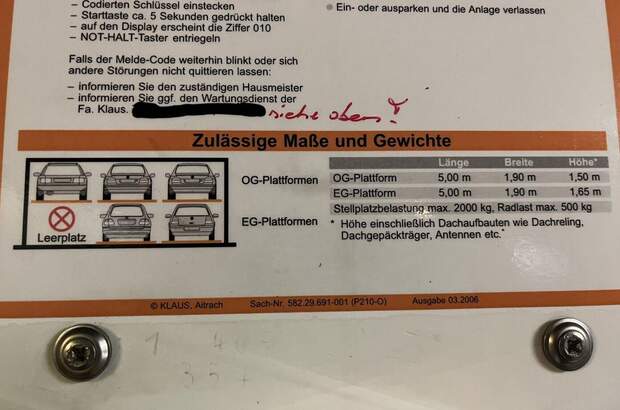 – Codierten Schlüssel einstecken
– Starttaste ca. 5 Sekunden gedrückt halten
– auf den Display erscheint die Ziffer 010
– NOT-HALT-Taster entriegeln
Falls der Melde-Code weiterhin blinkt oder sich
andere Störungen nicht quittieren lassen:
– informieren Sie den zuständigen Hausmeister
– informieren Sie ggf. den Wartungsdienst der
Fa. Klaus. siehe oben!
Ein- oder ausparken und die Anlage verlassen
Zulässige Maße und Gewichte
Leerplatz
OG-Plattformen
EG-Plattformen
Länge Breite Höhe*
OG-Plattform 5,00 m 1,90 m 1,50 m
EG-Plattform 5,00 m 1,90 m 1,65 m
Stellplatzbelastung max. 2000 kg, Radlast max. 500 kg
* Höhe einschließlich Dachaufbauten wie Dachreling,
Dachgepäckträger, Antennen etc.
© KLAUS, Aitrach Sach-Nr. 582.29.691-001 (P210-O) Ausgabe 03.2006